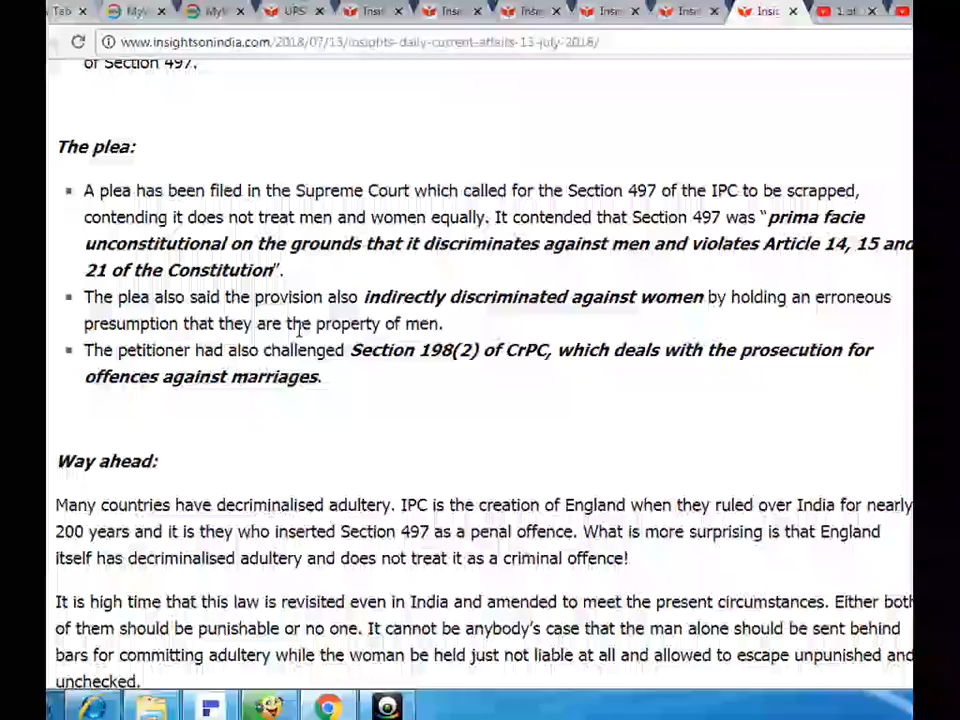 Tab
MyV
MyV
UPS
Insi
Insi
Insi
Insi
Insi
Insic
1 of
www.insightsonindia.com/2018/07/13/insights-daily-current-affairs-13-july-2018/
of Section 497.
The plea:
A plea has been filed in the Supreme Court which called for the Section 497 of the IPC to be scrapped,
contending it does not treat men and women equally. It contended that Section 497 was “prima facie
unconstitutional on the grounds that it discriminates against men and violates Article 14, 15 and
21 of the Constitution”.
The plea also said the provision also indirectly discriminated against women by holding an erroneous
presumption that they are the property of men.
The petitioner had also challenged Section 198(2) of CrPC, which deals with the prosecution for
offences against marriages.
Way ahead:
Many countries have decriminalised adultery. IPC is the creation of England when they ruled over India for nearly
200 years and it is they who inserted Section 497 as a penal offence. What is more surprising is that England
itself has decriminalised adultery and does not treat it as a criminal offence!
It is high time that this law is revisited even in India and amended to meet the present circumstances. Either both
of them should be punishable or no one. It cannot be anybody’s case that the man alone should be sent behind
bars for committing adultery while the woman be held just not liable at all and allowed to escape unpunished and
unchecked.